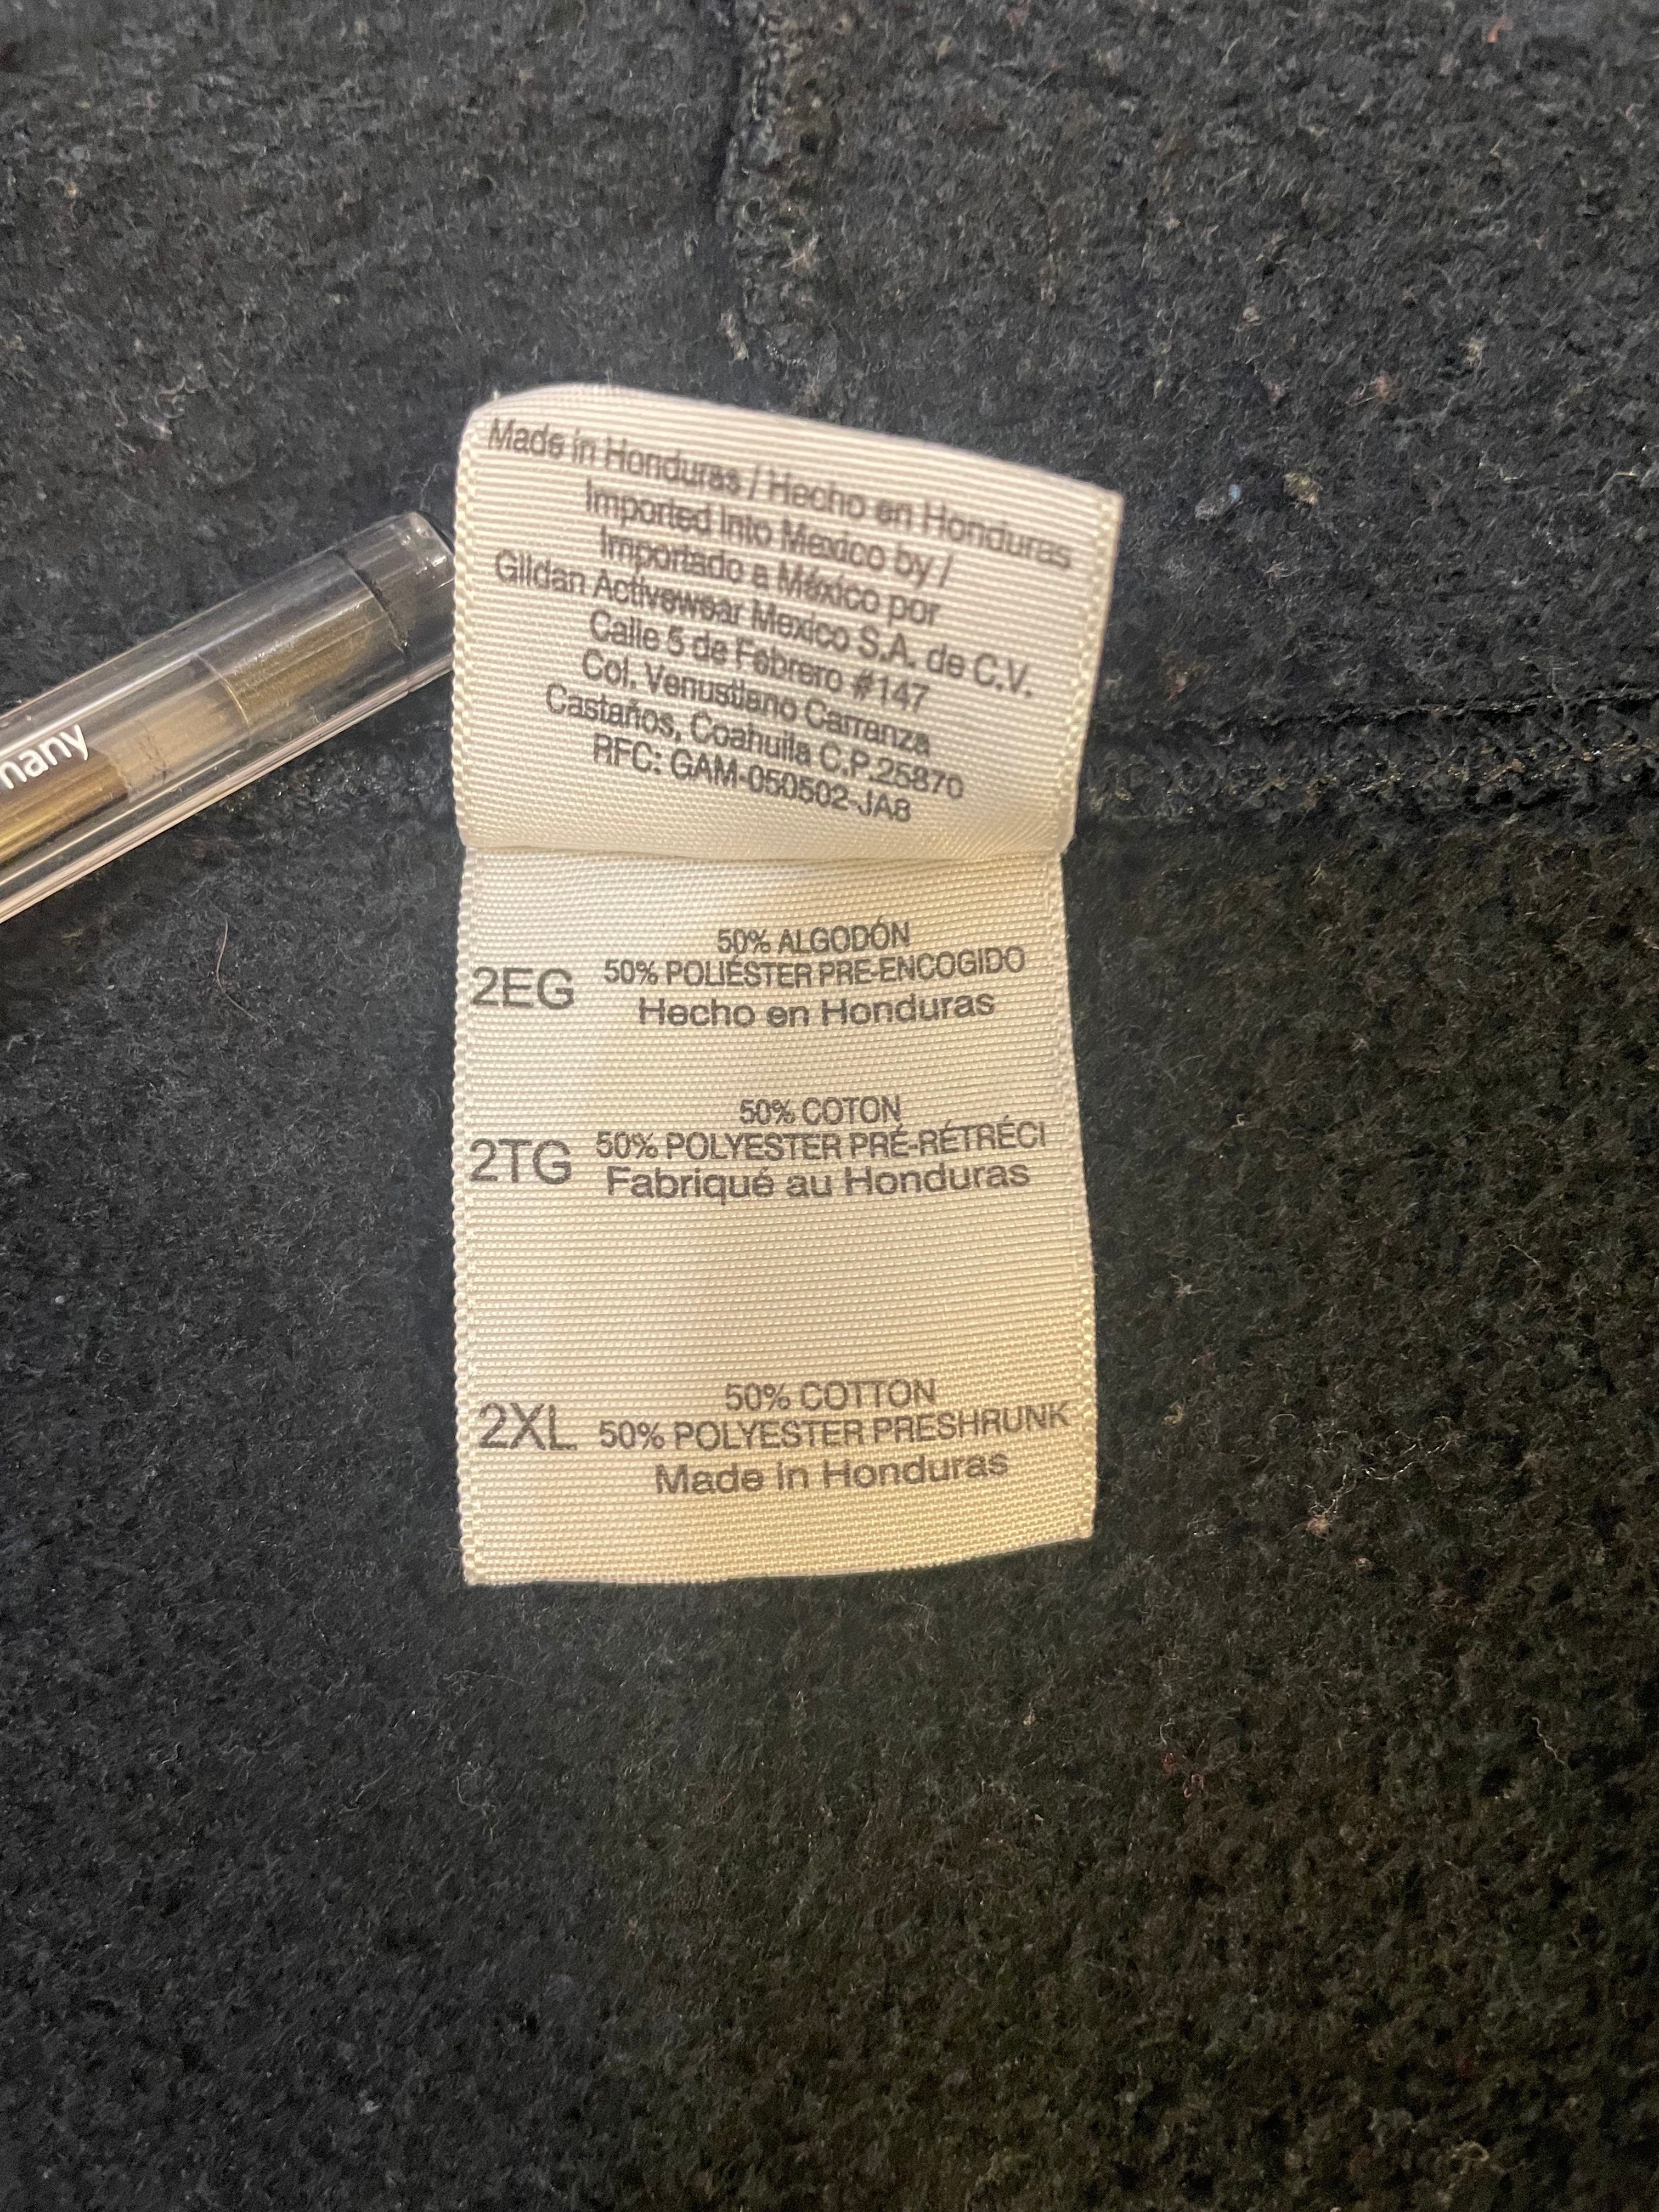 Made in Honduras / Hecho en Honduras
Imported into Mexico by /
Importado a México por
Gildan Activewear Mexico S.A. de C.V.
Calle 5 de Febrero #147
Col. Venustiano Carranza
Castaños, Coahuila C.P.25870
RFC: GAM-050502-JA8
many
2EG
50% ALGODÓN
50% POLIÉSTER PRE-ENCOGIDO
Hecho en Honduras
2TG
50% COTON
50% POLYESTER PRÉ-RÉTRÉCI
Fabriqué au Honduras
2XL
50% COTTON
50% POLYESTER PRESHRUNK
Made in Honduras